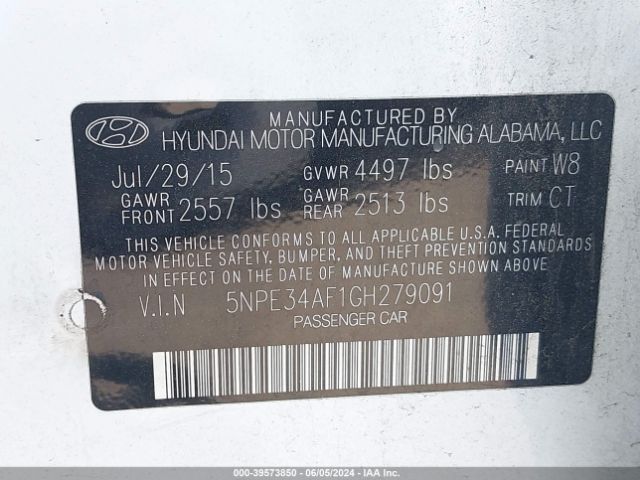 MANUFACTURED BY
HYUNDAI MOTOR MANUFACTURING ALABAMA, LLC
Jul/29/15 GVWR 4497 lbs PAINT W8
GAWR FRONT 2557 lbs GAWR REAR 2513 lbs TRIM CT
THIS VEHICLE CONFORMS TO ALL APPLICABLE U.S.A. FEDERAL
MOTOR VEHICLE SAFETY, BUMPER, AND THEFT PREVENTION STANDARDS
IN EFFECT ON THE DATE OF MANUFACTURE SHOWN ABOVE.
V.I.N 5NPE34AF1GH279091
PASSENGER CAR
000-39573850 - 06/05/2024 - IAAI.COM